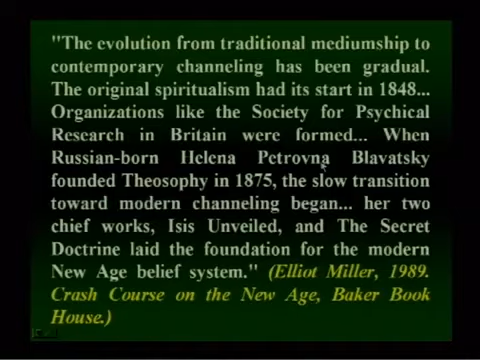 "The evolution from traditional mediumship to
contemporary channeling has been gradual.
The original spiritualism had its start in 1848...
Organizations like the Society for Psychical
Research in Britain were formed... When
Russian-born Helena Petrovna Blavatsky
founded Theosophy in 1875, the slow transition
toward modern channeling began... her two
chief works, Isis Unveiled, and The Secret
Doctrine laid the foundation for the modern
New Age belief system." (Elliot Miller, 1989.
Crash Course on the New Age, Baker Book
House.)